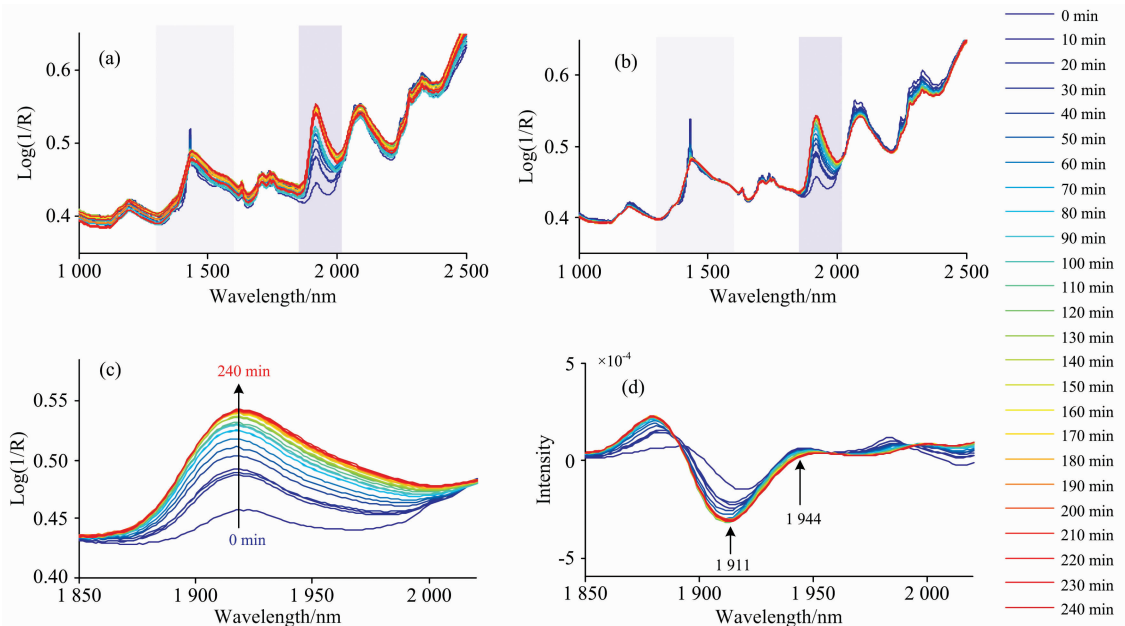 (a)
0.6
0.5
0.4
Log(1/R)
1 000
1 500
2 000
2 500
Wavelength/nm
(b)
0.6
0.5
0.4
Log(1/R)
1 000
1 500
2 000
2 500
Wavelength/nm
(c)
240 min
0.55
0.50
0.45
0.40
Log(1/R)
0 min
1 850
1 900
1 950
2 000
Wavelength/nm
5
×10-4
(d)
0
-5
Intensity
1 944
1 911
1 850
1 900
1 950
2 000
Wavelength/nm
0 min
10 min
20 min
30 min
40 min
50 min
60 min
70 min
80 min
90 min
100 min
110 min
120 min
130 min
140 min
150 min
160 min
170 min
180 min
190 min
200 min
210 min
220 min
230 min
240 min